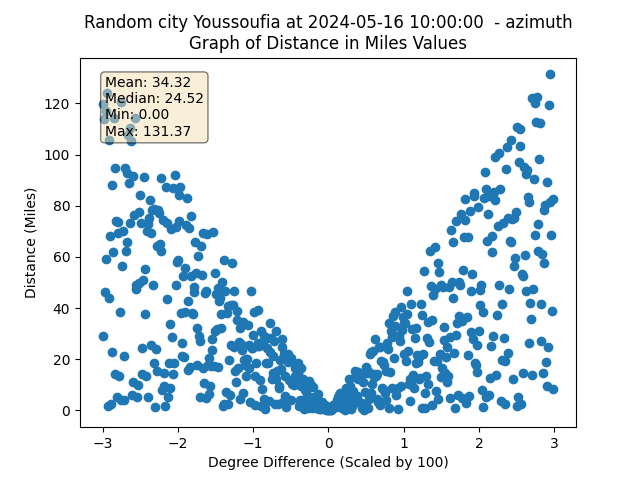 Random city Youssoufia at 2024-05-16 10:00:00 - azimuth
Graph of Distance in Miles Values
Mean: 34.32
Median: 24.52
Min: 0.00
Max: 131.37
Distance (Miles)
120
100
80
60
40
20
0
−3 −2 −1 0 1 2 3
Degree Difference (Scaled by 100)